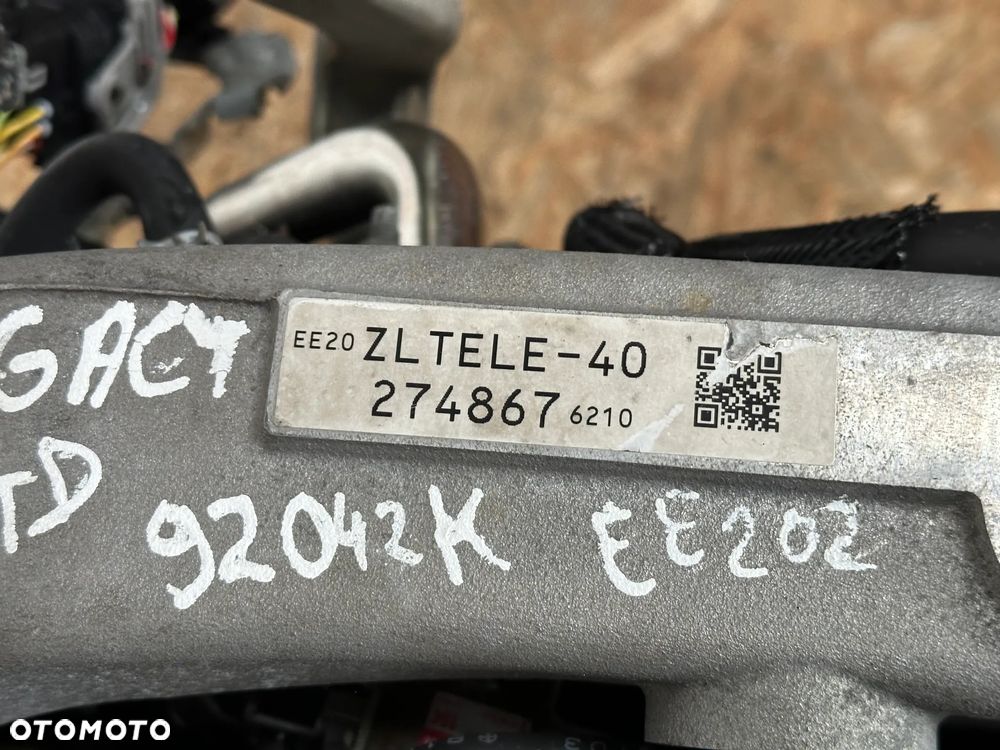 GACY
TD
EE20 ZLTELE-40
274867 6210
92042K EE202
OTOMOTO